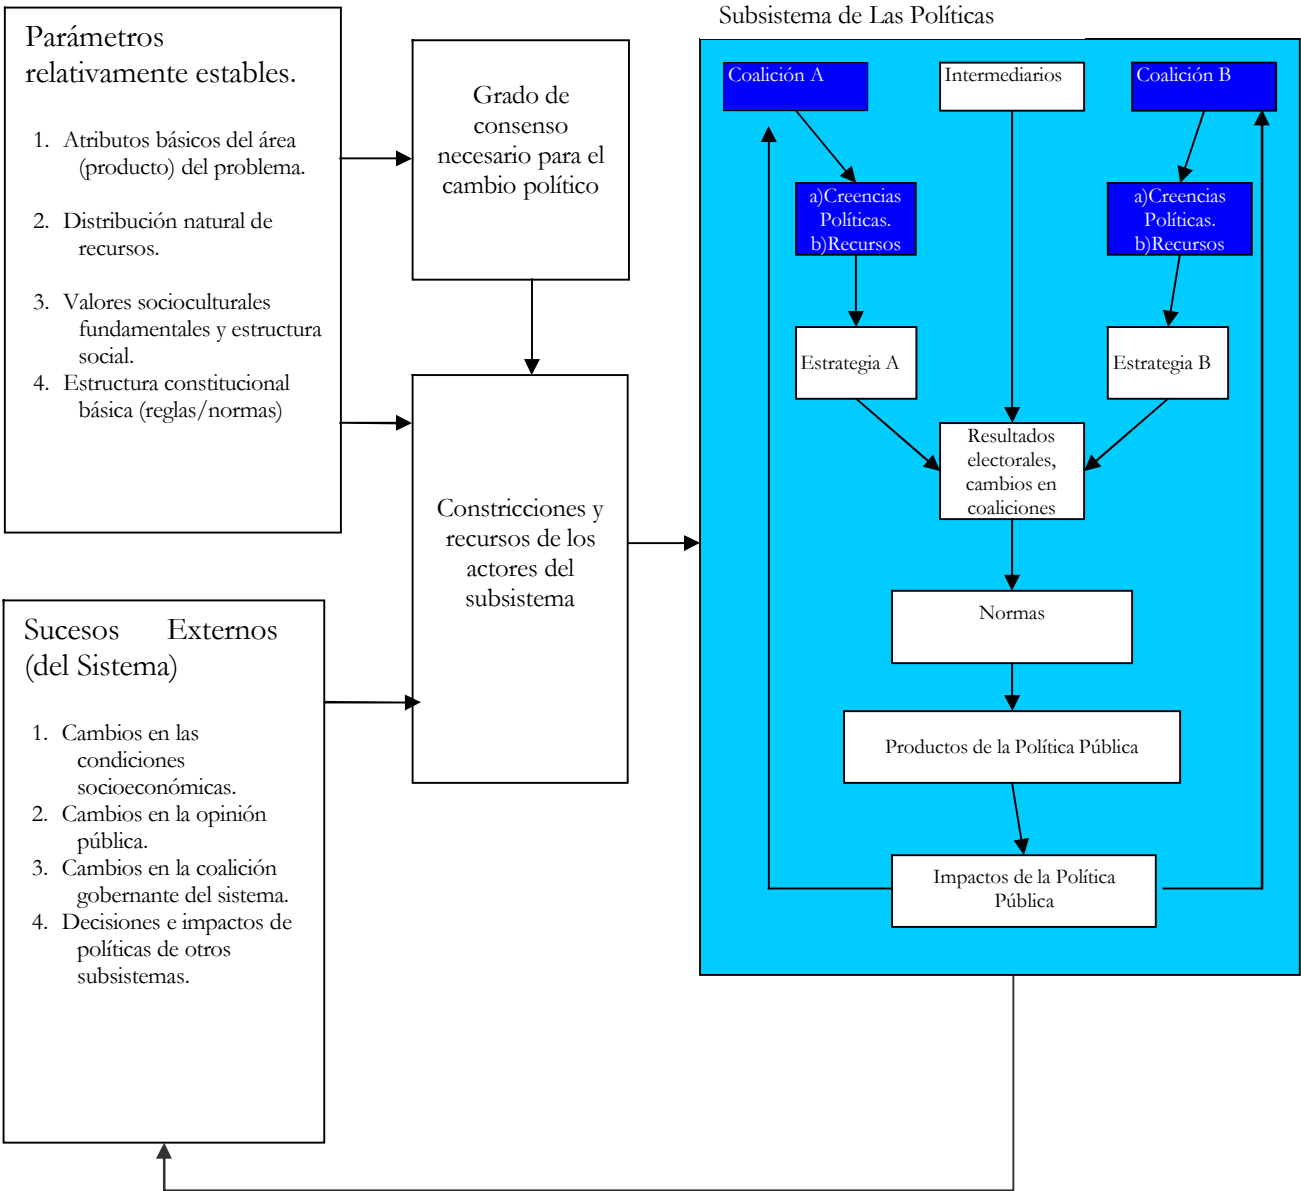 Parámetros
relativamente estables.
1. Atributos básicos del área
(producto) del problema.
2. Distribución natural de
recursos.
3. Valores socioculturales
fundamentales y estructura
social.
4. Estructura constitucional
básica (reglas/normas)
Sucesos Externos
(del Sistema)
1. Cambios en las
condiciones
socioeconómicas.
2. Cambios en la opinión
pública.
3. Cambios en la coalición
gobernante del sistema.
4. Decisiones e impactos de
políticas de otros
subsistemas.
Grado de
consenso
necesario para el
cambio político
Constricciones y
recursos de los
actores del
subsistema
Subsistema de Las Políticas
Coalición A
Intermediarios
Coalición B
a)Creencias
Políticas.
b)Recursos
a)Creencias
Políticas.
b)Recursos
Estrategia A
Estrategia B
Resultados
electorales,
cambios en
coaliciones
Normas
Productos de la Política Pública
Impactos de la Política
Pública